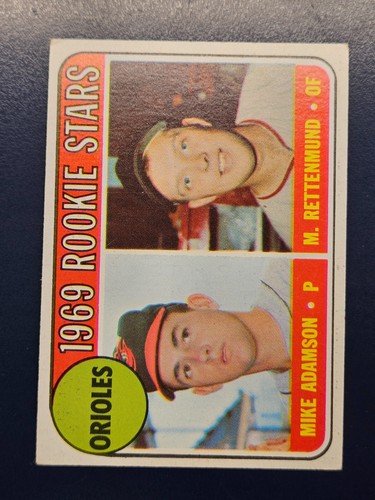 1969 ROOKIE STARS
ORIOLES
MIKE ADAMSON • P
M. RETTENMUND • OF